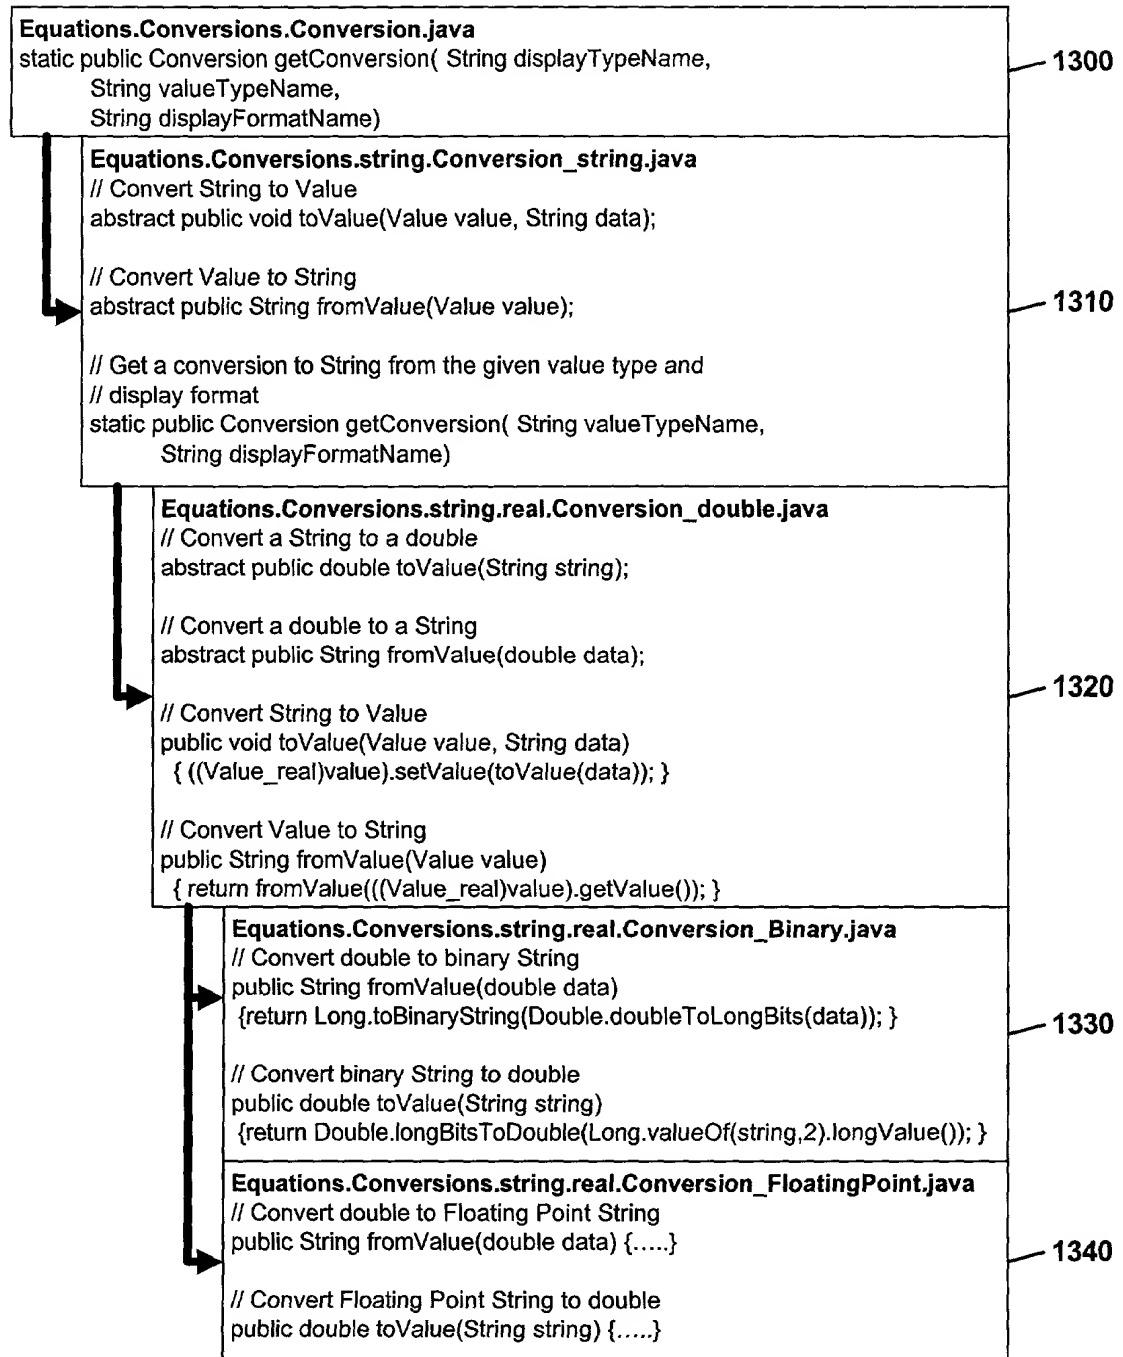 Equations.Conversions.Conversion.java
static public Conversion getConversion( String displayTypeName,
String valueTypeName,
String displayFormatName)
1300
Equations.Conversions.string.Conversion_string.java
// Convert String to Value
abstract public void toValue(Value value, String data);
// Convert Value to String
abstract public String fromValue(Value value);
1310
// Get a conversion to String from the given value type and
// display format
static public Conversion getConversion( String valueTypeName,
String displayFormatName)
Equations.Conversions.string.real.Conversion_double.java
// Convert a String to a double
abstract public double toValue(String string);
// Convert a double to a String
abstract public String fromValue(double data);
1320
// Convert String to Value
public void toValue(Value value, String data)
{ ((Value_real)value).setValue(toValue(data)); }
// Convert Value to String
public String fromValue(Value value)
{ return fromValue(((Value_real)value).getValue()); }
Equations.Conversions.string.real.Conversion_Binary.java
// Convert double to binary String
public String fromValue(double data)
{return Long.toBinaryString(Double.doubleToLongBits(data)); }
1330
// Convert binary String to double
public double toValue(String string)
{return Double.longBitsToDouble(Long.valueOf(string,2).longValue()); }
Equations.Conversions.string.real.Conversion_FloatingPoint.java
// Convert double to Floating Point String
public String fromValue(double data) {.....}
1340
// Convert Floating Point String to double
public double toValue(String string) {.....}